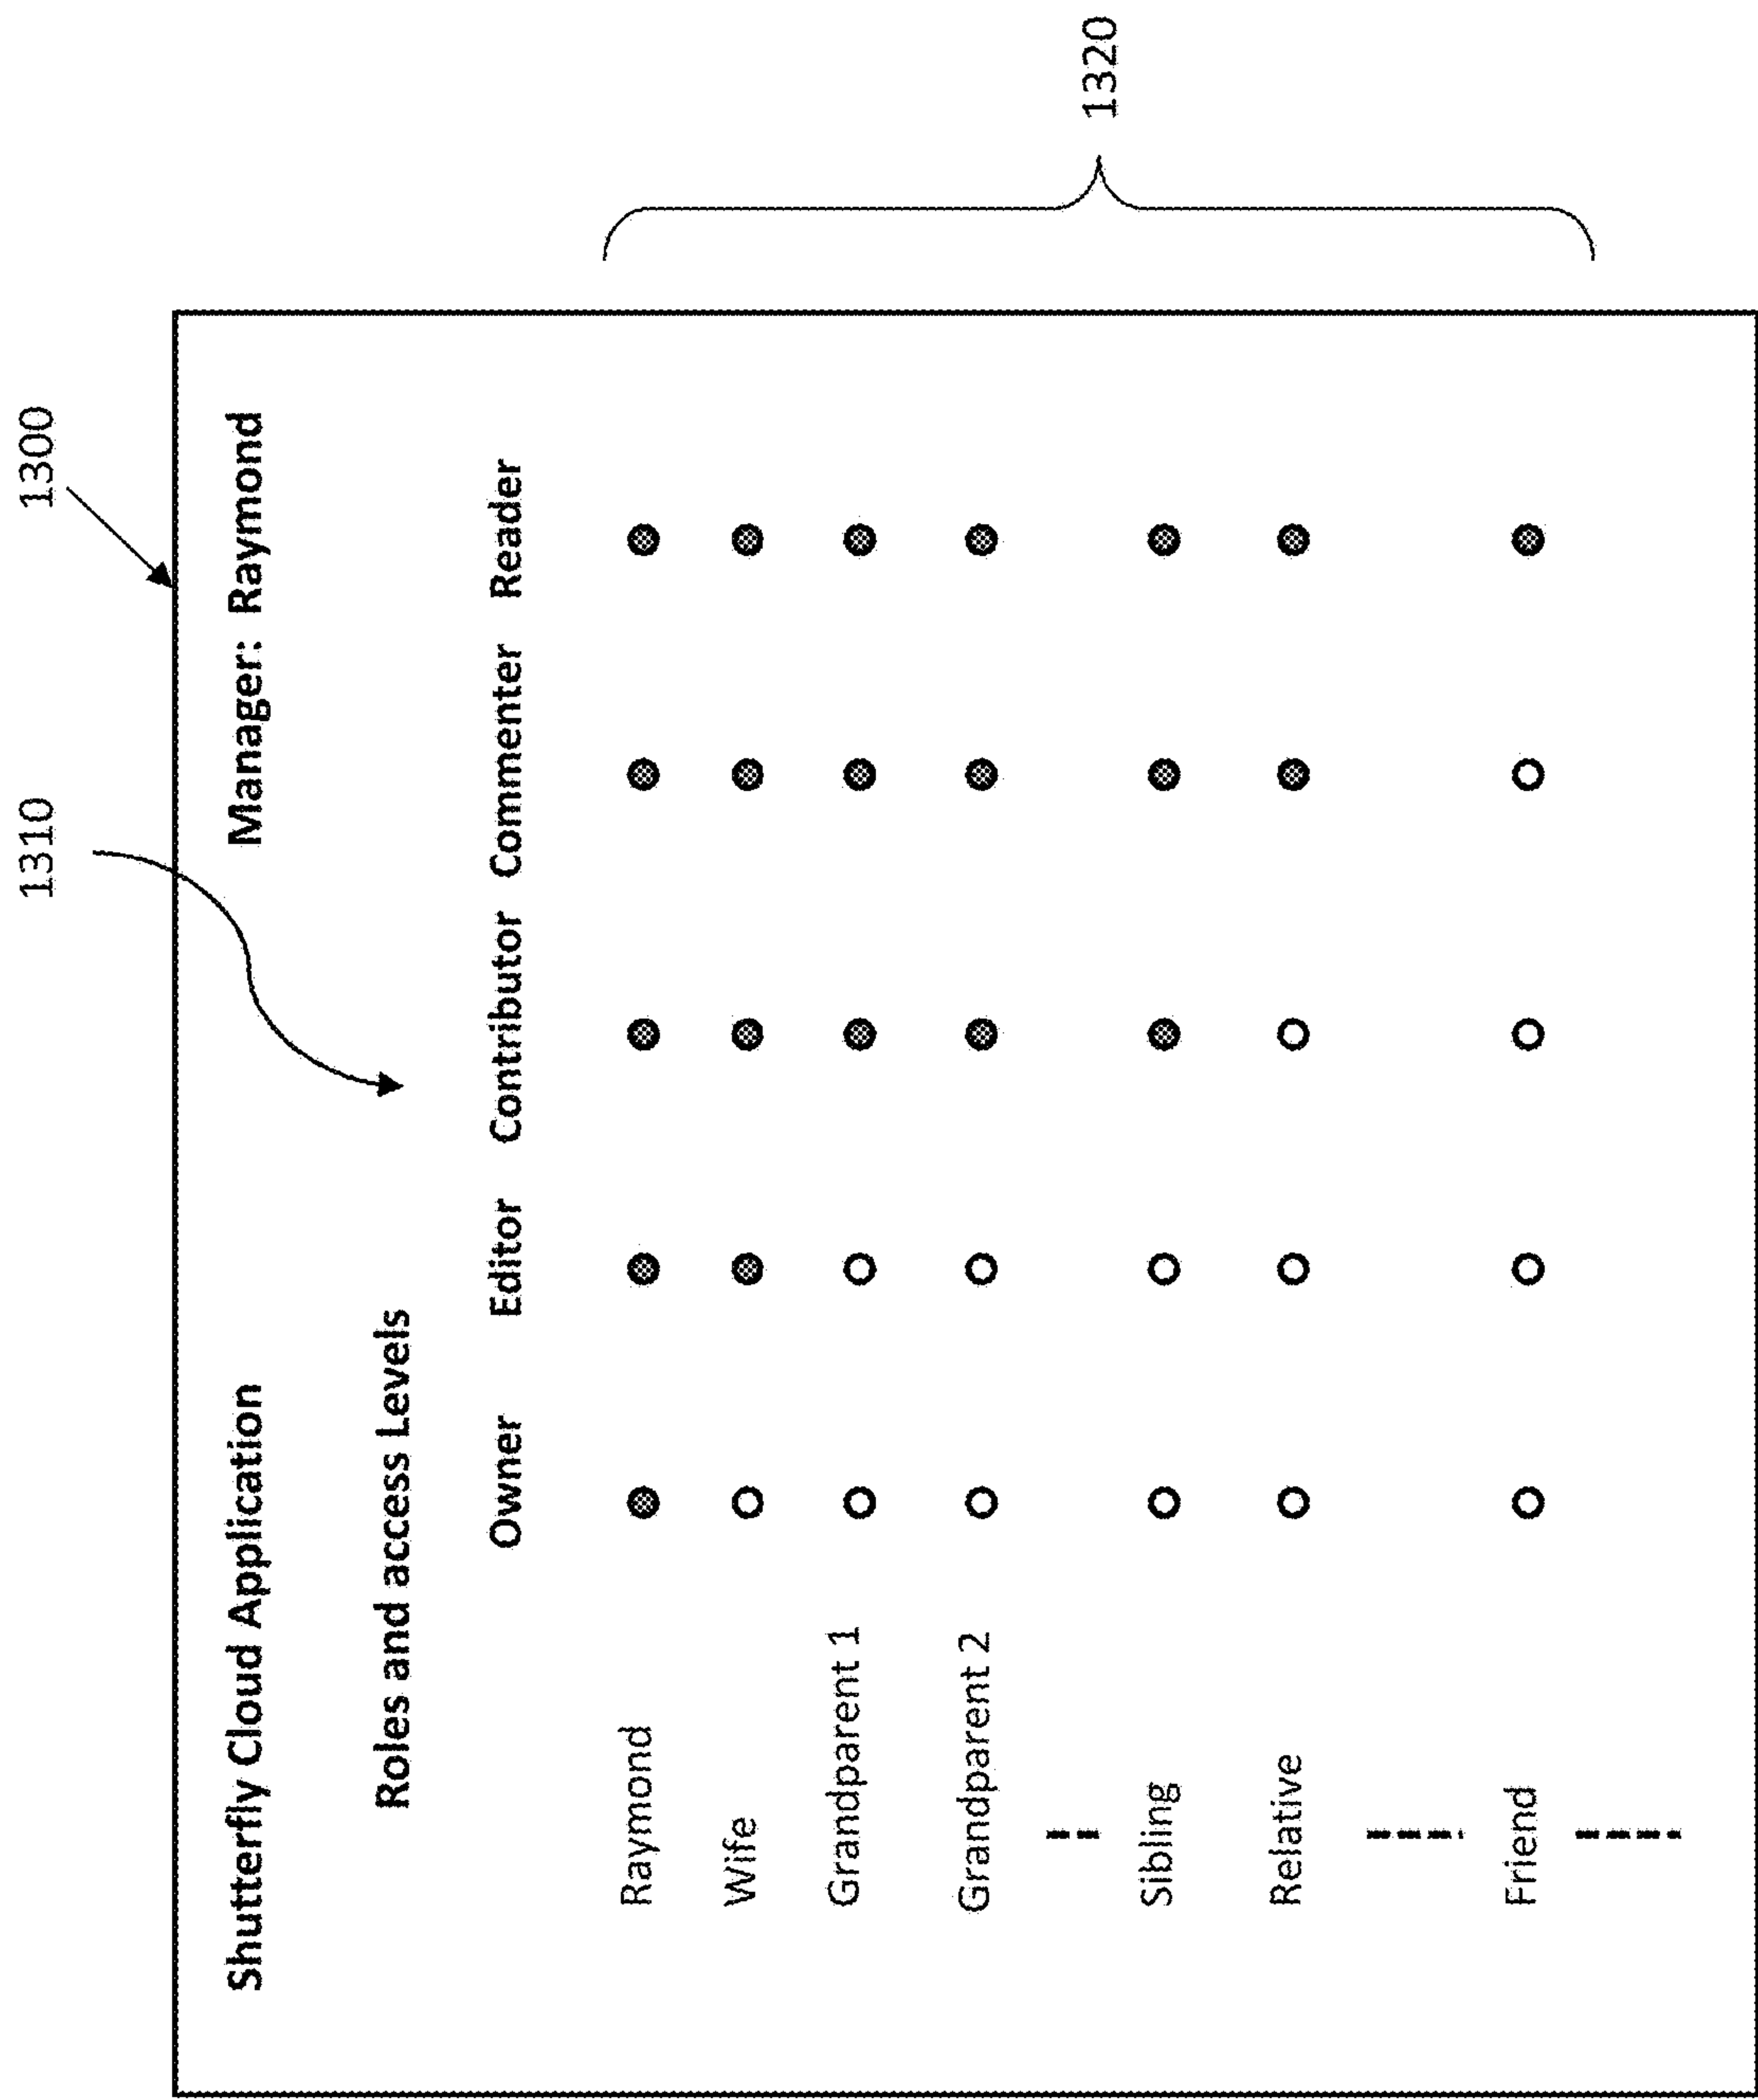 1300
1310
Shutterfly Cloud Application Manager: Raymond
Roles and access Levels
Owner Editor Contributor Commenter Reader
Raymond
Wife
Grandparent 1
Grandparent 2
Sibling
Relative
Friend
1320